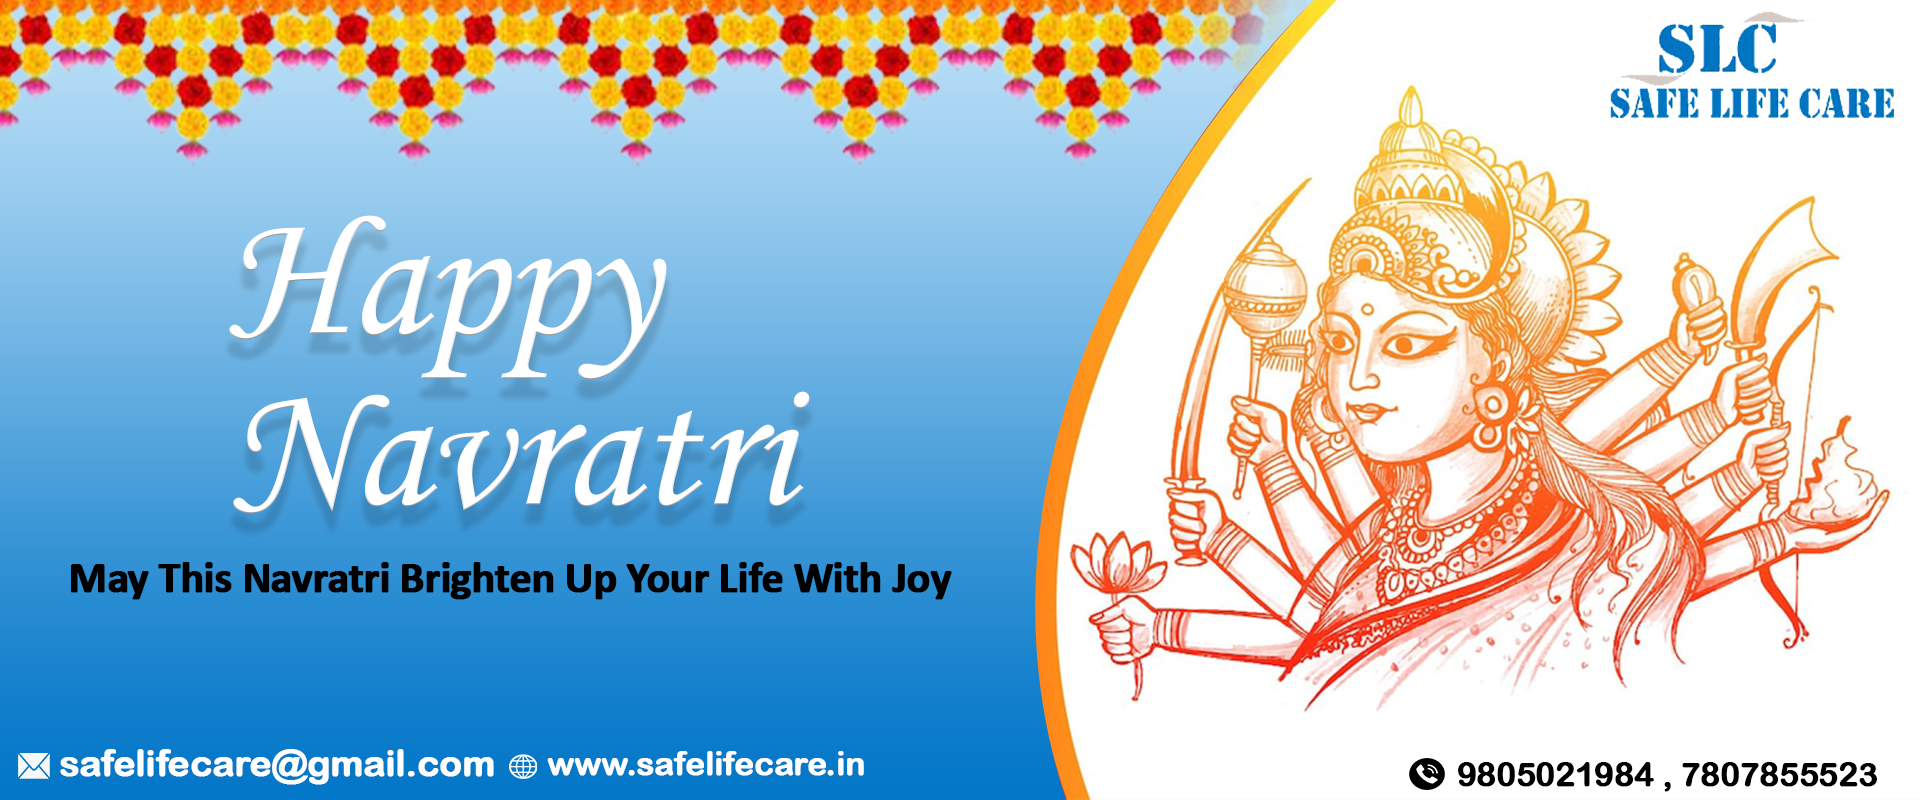 SLC
SAFE LIFE CARE
Happy
Navratri
May This Navratri Brighten Up Your Life With Joy
safelifecare@gmail.com www.safelifecare.in
9805021984 , 7807855523